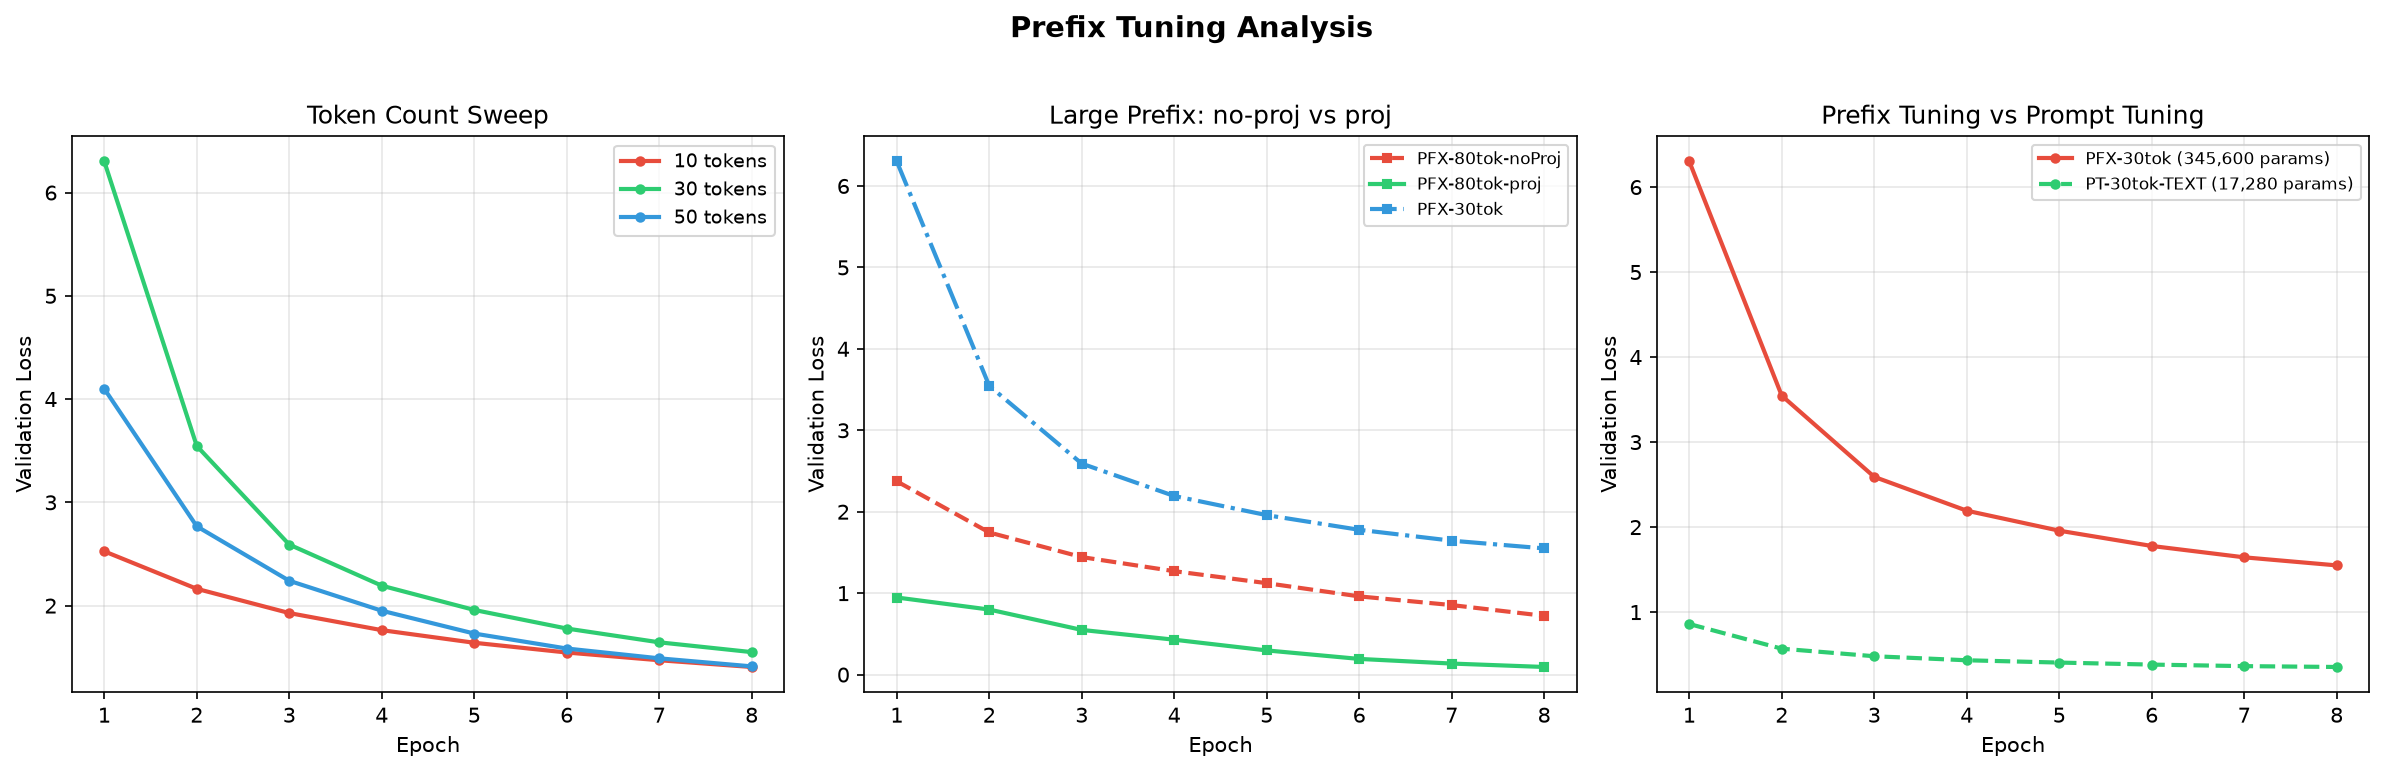 Prefix Tuning Analysis
Token Count Sweep
10 tokens
30 tokens
50 tokens
Validation Loss
6
5
4
3
2
1 2 3 4 5 6 7 8
Epoch
Large Prefix: no-proj vs proj
PFX-80tok-noProj
PFX-80tok-proj
PFX-30tok
Validation Loss
6
5
4
3
2
1
0
1 2 3 4 5 6 7 8
Epoch
Prefix Tuning vs Prompt Tuning
PFX-30tok (345,600 params)
PT-30tok-TEXT (17,280 params)
Validation Loss
6
5
4
3
2
1
1 2 3 4 5 6 7 8
Epoch